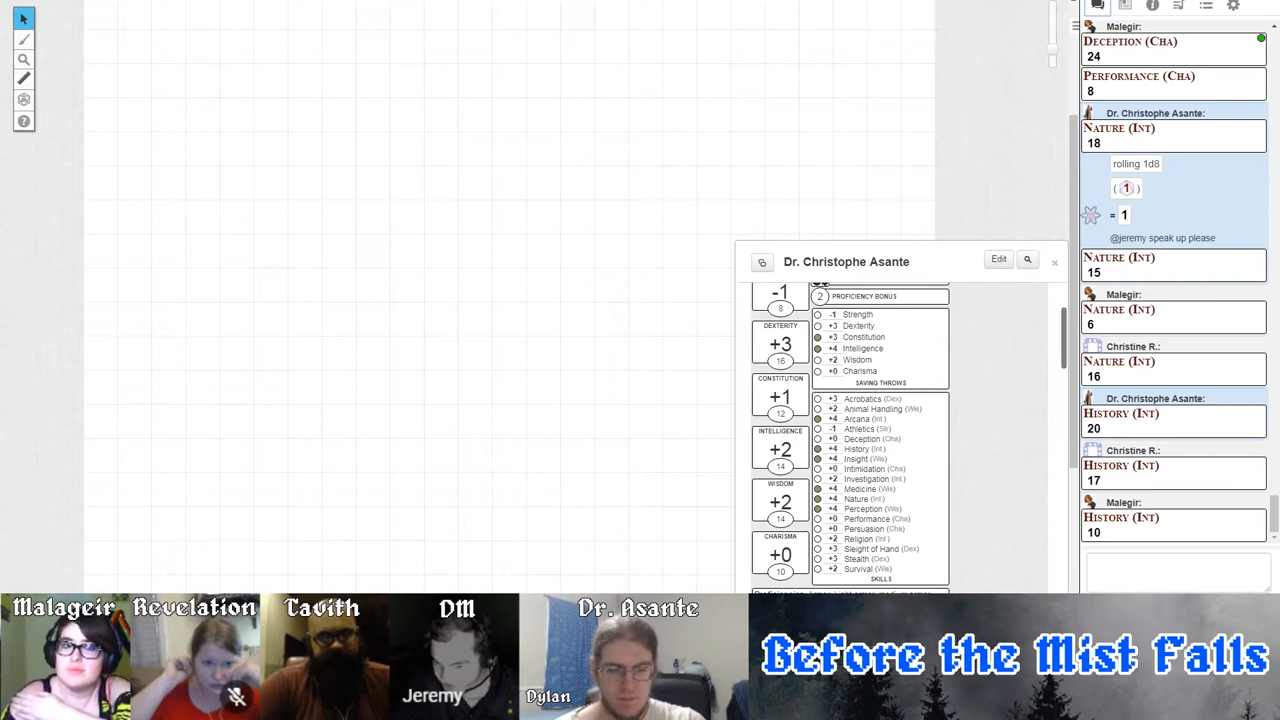 Malegir:
Deception (Cha)
24
Performance (Cha)
8
Dr. Christophe Asante:
Nature (Int)
18
rolling 1d8
( 1 )
= 1
@jeremy speak up please
Nature (Int)
15
Malegir:
Nature (Int)
6
Christine R.:
Nature (Int)
16
Dr. Christophe Asante:
History (Int)
20
Christine R.:
History (Int)
17
Malegir:
History (Int)
10
Dr. Christophe Asante
Edit
-1
8
DEXTERITY
+3
16
CONSTITUTION
+1
12
INTELLIGENCE
+2
14
WISDOM
+2
14
CHARISMA
+0
10
2 PROFICIENCY BONUS
-1 Strength
+3 Dexterity
+3 Constitution
+4 Intelligence
+2 Wisdom
+0 Charisma
SAVING THROWS
+3 Acrobatics (Dex)
+2 Animal Handling (Wis)
+4 Arcana (Int)
-1 Athletics (Str)
+0 Deception (Cha)
+4 History (Int)
+4 Insight (Wis)
+0 Intimidation (Cha)
+2 Investigation (Int)
+4 Medicine (Wis)
+4 Nature (Int)
+4 Perception (Wis)
+0 Performance (Cha)
+0 Persuasion (Cha)
+2 Religion (Int)
+3 Sleight of Hand (Dex)
+3 Stealth (Dex)
+2 Survival (Wis)
SKILLS
Malageir
Revelation
Tavith
DM
Jeremy
Dr. Asante
Dylan
Before the Mist Falls